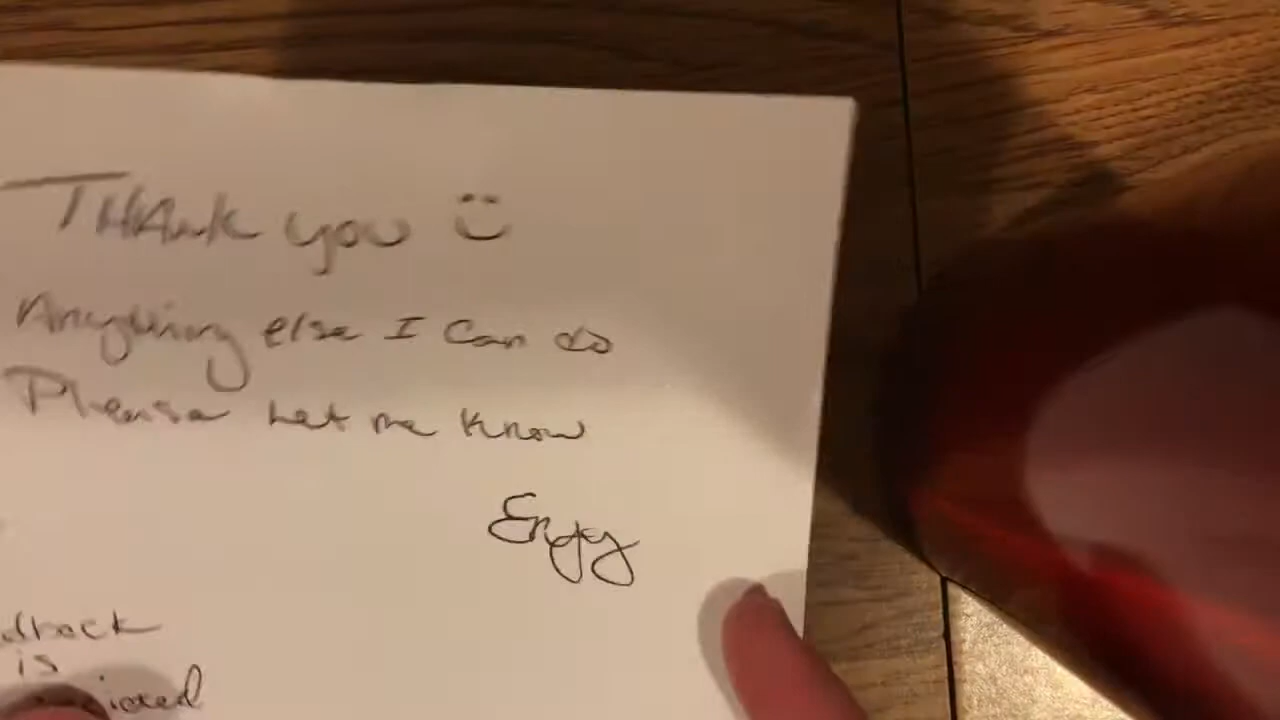 THANK you :)
Anything else I can do
Please Let me know
Enjoy
is